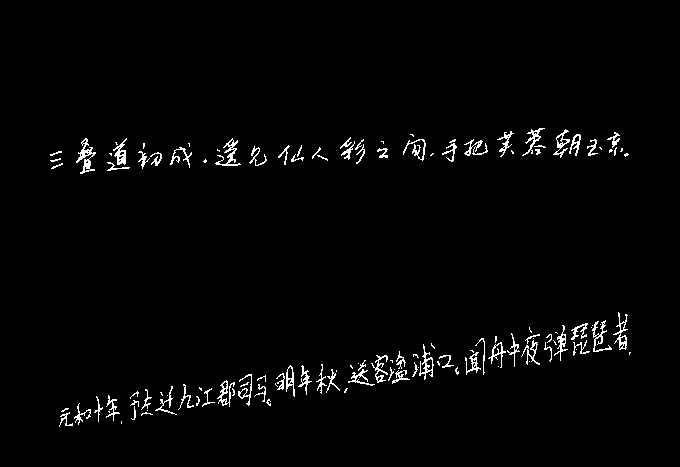 三叠道初成,遥见仙人彩云间,手把芙蓉朝玉京。
元和十年,予左迁九江郡司马。明年秋,送客湓浦口,闻舟中夜弹琵琶者,